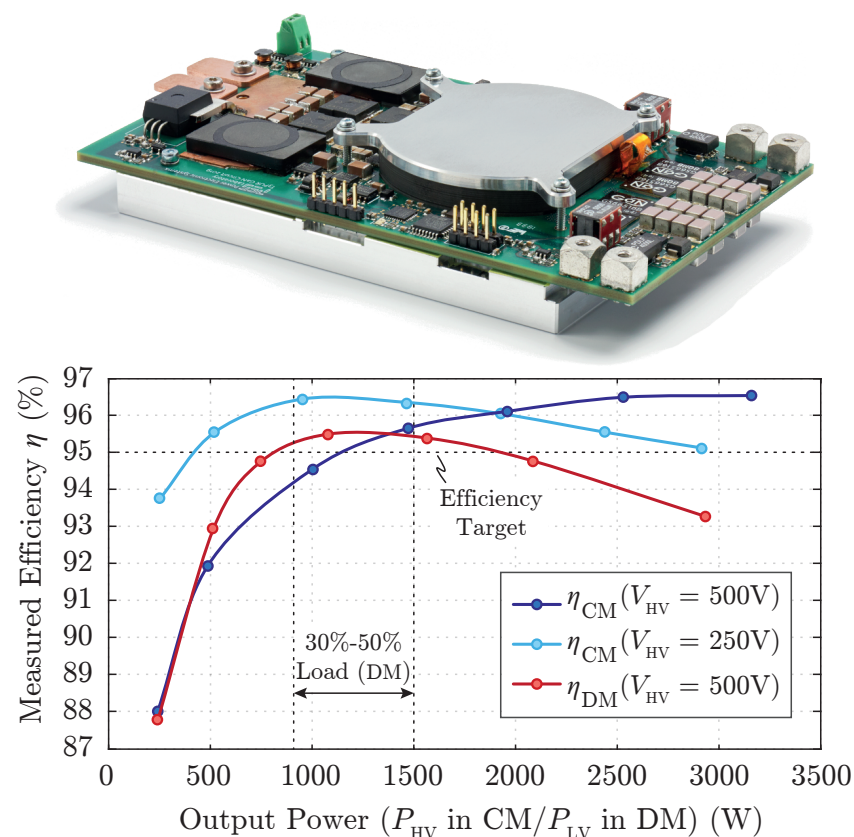 97
96
95
94
93
92
91
90
89
88
87
0
500
1000
1500
2000
2500
3000
3500
Measured Efficiency η (%)
Output Power (P_HV in CM/P_LV in DM) (W)
Efficiency
Target
30%-50%
Load (DM)
η_CM(V_HV = 500V)
η_CM(V_HV = 250V)
η_DM(V_HV = 500V)